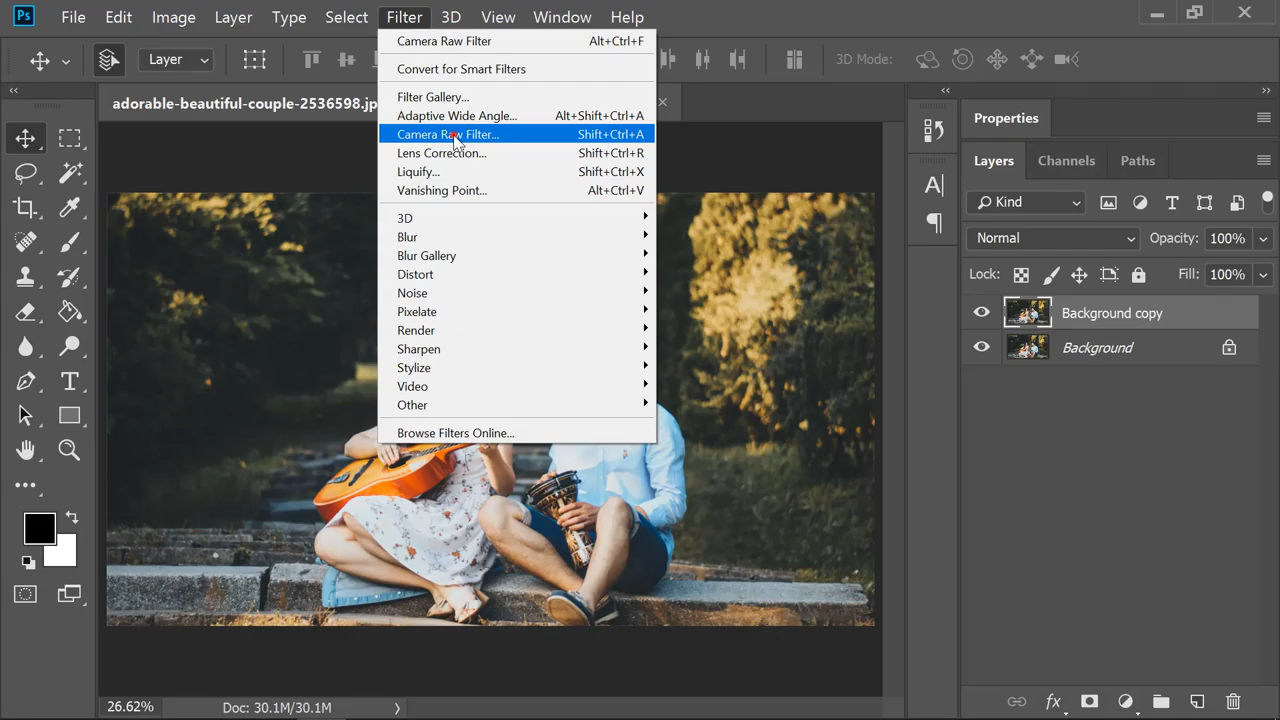 Ps File Edit Image Layer Type Select Filter 3D View Window Help
Layer 3D Mode:
adorable-beautiful-couple-2536598.jp
Camera Raw Filter Alt+Ctrl+F
Convert for Smart Filters
Filter Gallery...
Adaptive Wide Angle... Alt+Shift+Ctrl+A
Camera Raw Filter... Shift+Ctrl+A
Lens Correction... Shift+Ctrl+R
Liquify... Shift+Ctrl+X
Vanishing Point... Alt+Ctrl+V
3D
Blur
Blur Gallery
Distort
Noise
Pixelate
Render
Sharpen
Stylize
Video
Other
Browse Filters Online...
Properties
Layers Channels Paths
Kind
Normal Opacity: 100%
Lock: Fill: 100%
Background copy
Background
26.62% Doc: 30.1M/30.1M